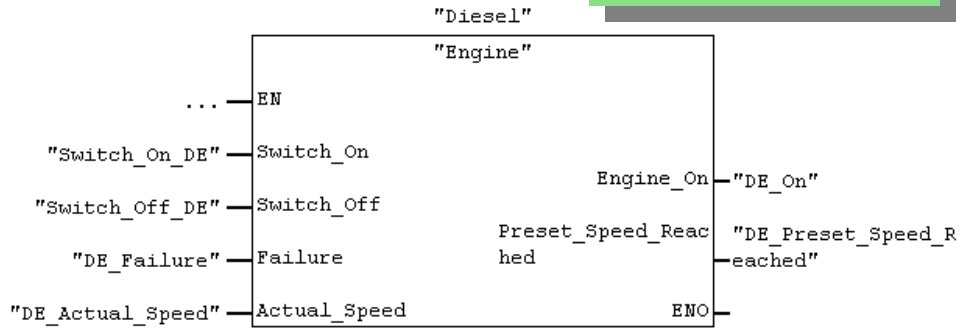 "Diesel"
"Engine"
... EN
"Switch_On_DE" Switch_On
Engine_On "DE_On"
"Switch_Off_DE" Switch_Off
Preset_Speed_Reac "DE_Preset_Speed_R
"DE_Failure" Failure hed eached"
"DE_Actual_Speed" Actual_Speed ENO